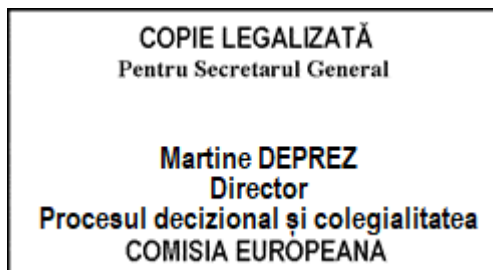 COPIE LEGALIZATĂ
Pentru Secretarul General
Martine DEPREZ
Director
Procesul decizional și colegialitatea
COMISIA EUROPEANA